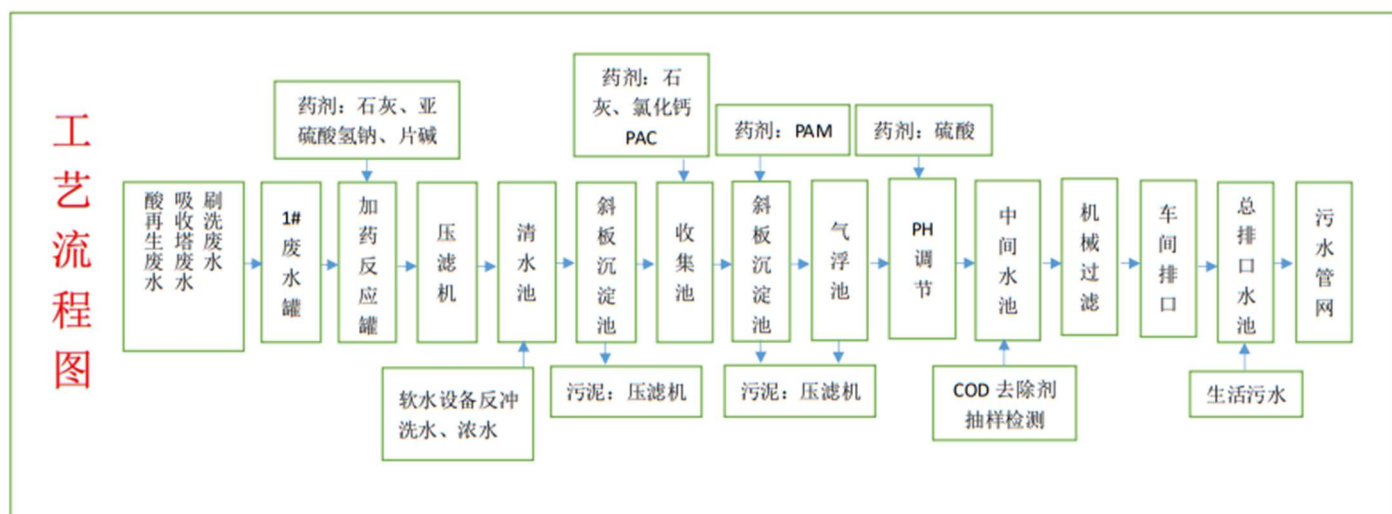 工艺流程图
药剂：石灰、亚
硫酸氢钠、片碱
药剂：石
灰、氯化钙
PAC
药剂：PAM
药剂：硫酸
刷洗废水
吸收塔废水
酸再生废水
1#废水罐
加药反应罐
压滤机
清水池
斜板沉淀池
收集池
斜板沉淀池
气浮池
PH调节
中间水池
机械过滤
车间排口
总排口水池
污水管网
软水设备反冲
洗水、浓水
污泥：压滤机
污泥：压滤机
COD 去除剂
抽样检测
生活污水